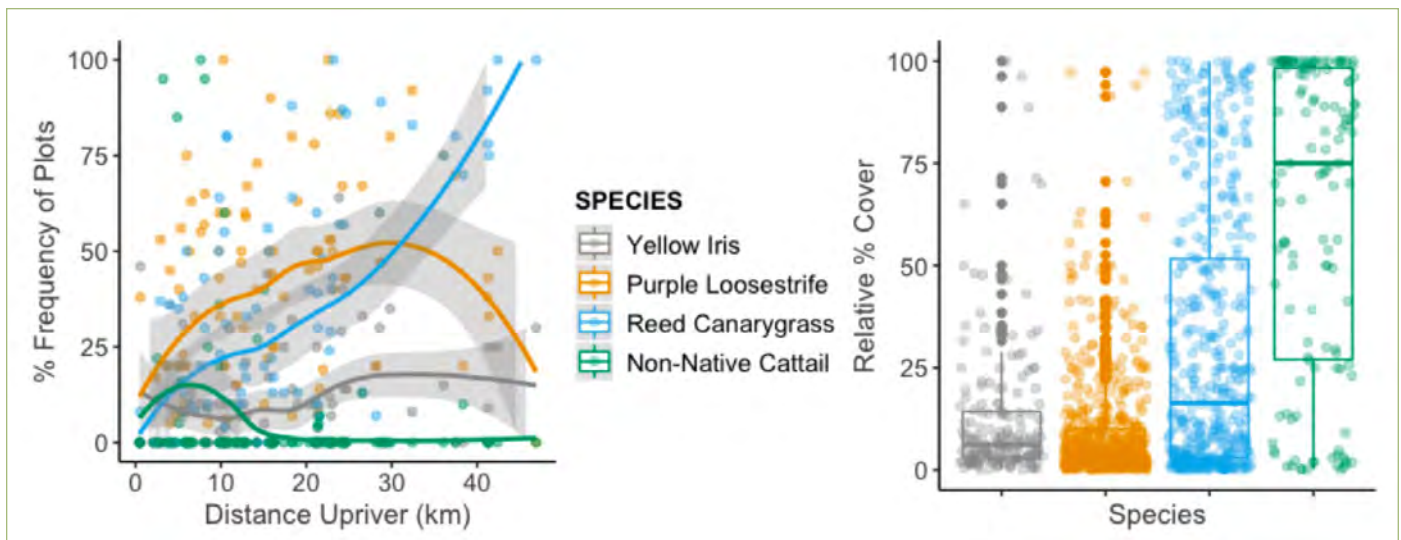 % Frequency of Plots
100
75
50
25
0
0 10 20 30 40
Distance Upriver (km)
SPECIES
Yellow Iris
Purple Loosestrife
Reed Canarygrass
Non-Native Cattail
Relative % Cover
100
75
50
25
0
Species